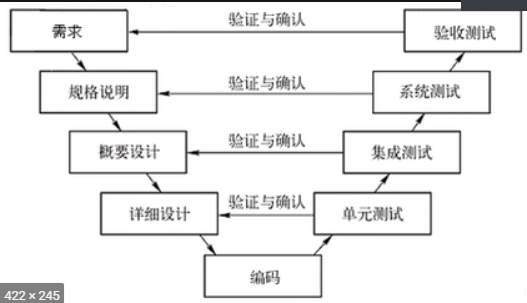 需求
验证与确认
验收测试
规格说明
验证与确认
系统测试
概要设计
验证与确认
集成测试
详细设计
验证与确认
单元测试
编码
422 × 245